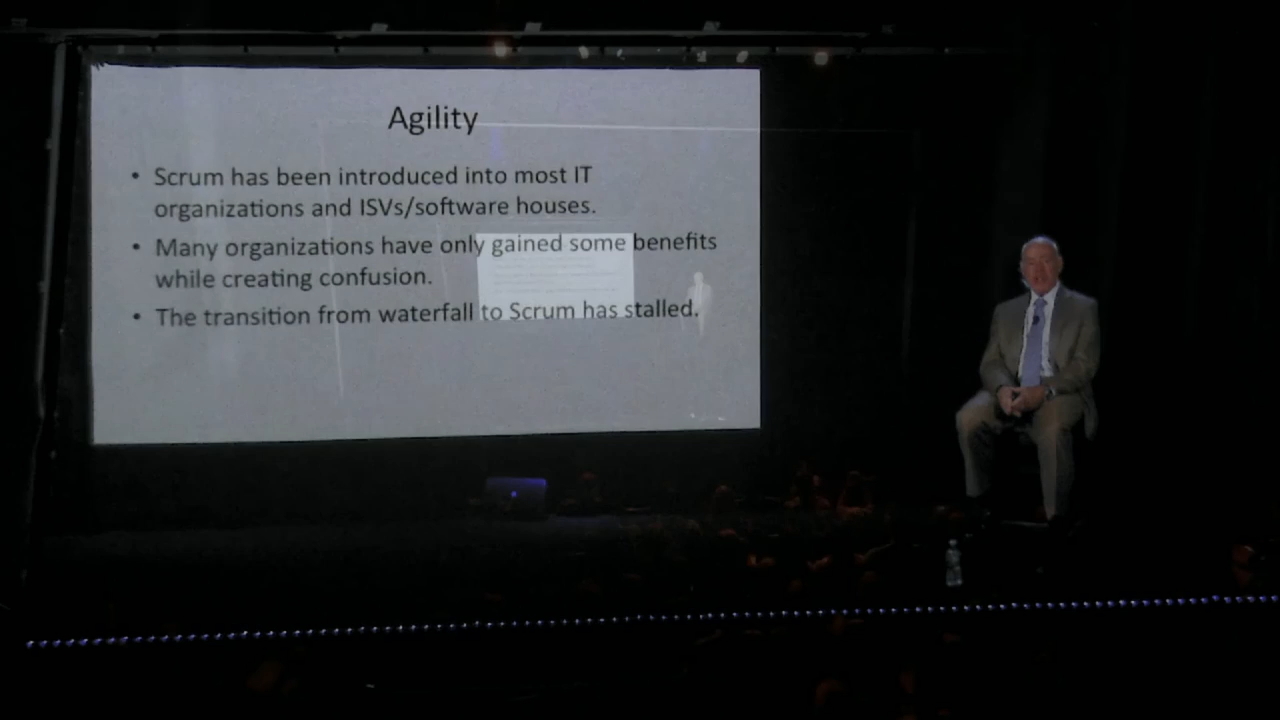 Agility
• Scrum has been introduced into most IT
organizations and ISVs/software houses.
• Many organizations have only gained some benefits
while creating confusion.
• The transition from waterfall to Scrum has stalled.